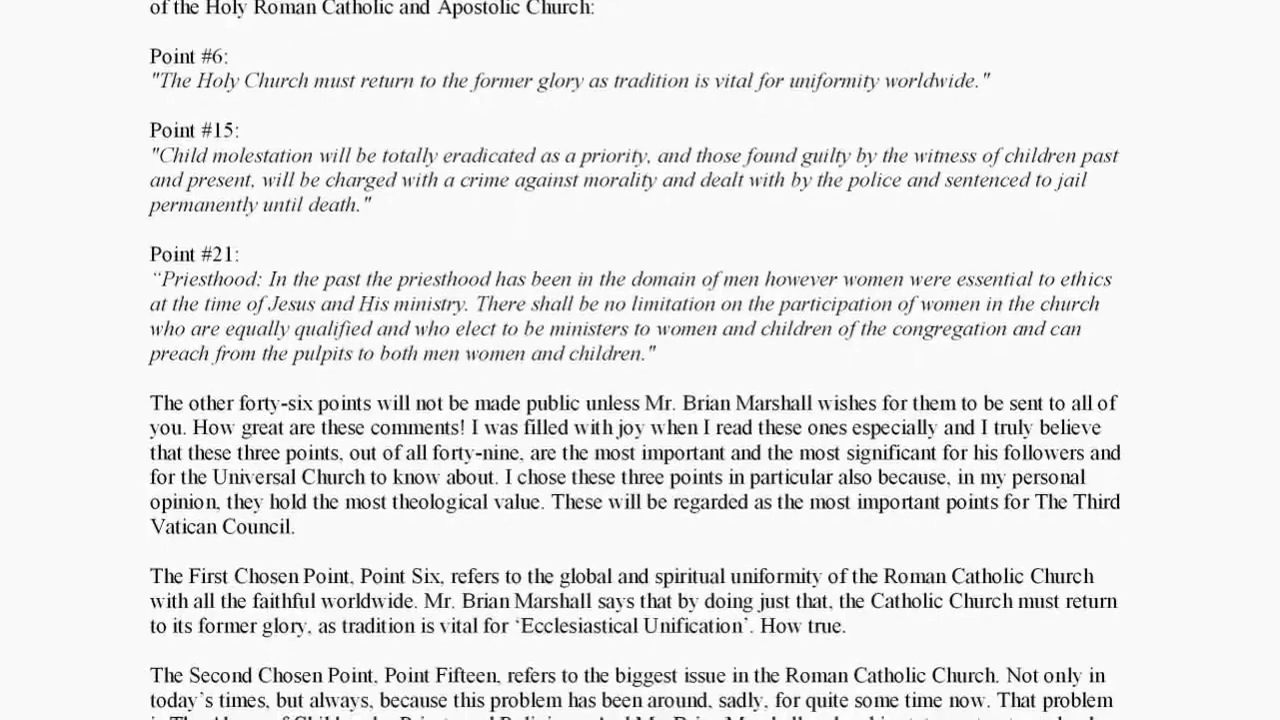 of the Holy Roman Catholic and Apostolic Church:
Point #6:
"The Holy Church must return to the former glory as tradition is vital for uniformity worldwide."
Point #15:
"Child molestation will be totally eradicated as a priority, and those found guilty by the witness of children past
and present, will be charged with a crime against morality and dealt with by the police and sentenced to jail
permanently until death."
Point #21:
“Priesthood: In the past the priesthood has been in the domain of men however women were essential to ethics
at the time of Jesus and His ministry. There shall be no limitation on the participation of women in the church
who are equally qualified and who elect to be ministers to women and children of the congregation and can
preach from the pulpits to both men women and children."
The other forty-six points will not be made public unless Mr. Brian Marshall wishes for them to be sent to all of
you. How great are these comments! I was filled with joy when I read these ones especially and I truly believe
that these three points, out of all forty-nine, are the most important and the most significant for his followers and
for the Universal Church to know about. I chose these three points in particular also because, in my personal
opinion, they hold the most theological value. These will be regarded as the most important points for The Third
Vatican Council.
The First Chosen Point, Point Six, refers to the global and spiritual uniformity of the Roman Catholic Church
with all the faithful worldwide. Mr. Brian Marshall says that by doing just that, the Catholic Church must return
to its former glory, as tradition is vital for ‘Ecclesiastical Unification’. How true.
The Second Chosen Point, Point Fifteen, refers to the biggest issue in the Roman Catholic Church. Not only in
today’s times, but always, because this problem has been around, sadly, for quite some time now. That problem